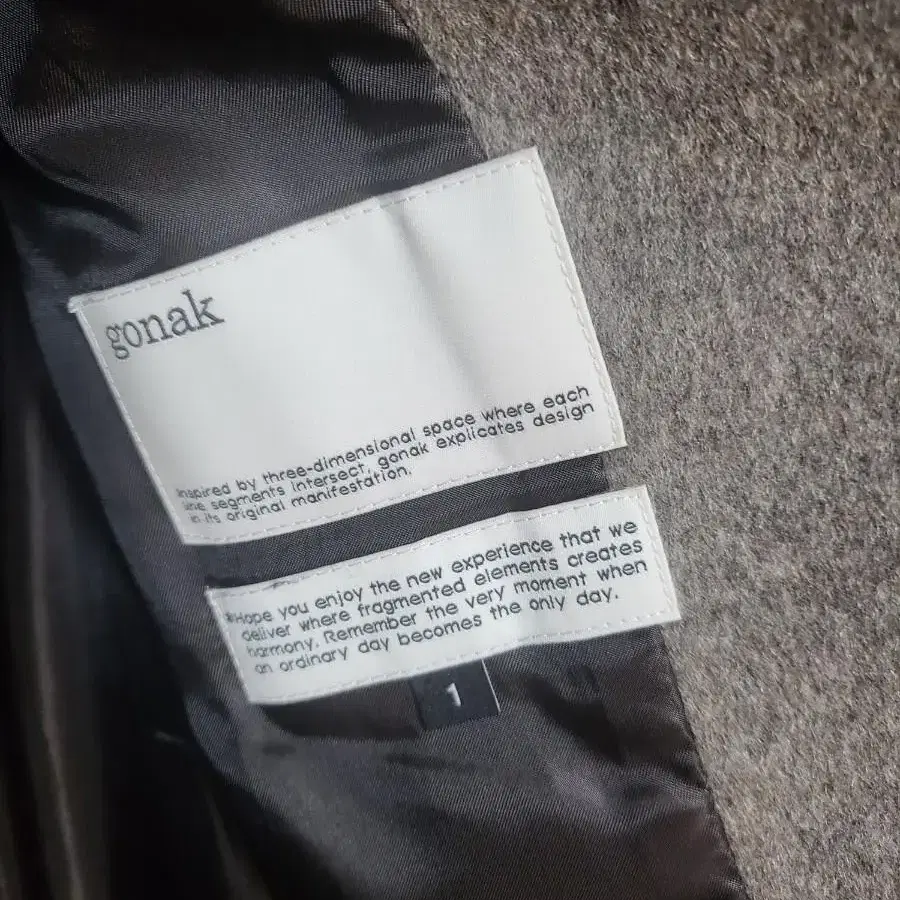 gonak
Inspired by three-dimensional space where each
line segments intersect, gonak explicates design
in its original manifestation.
*Hope you enjoy the new experience that we
deliver where fragmented elements creates
harmony. Remember the very moment when
an ordinary day becomes the only day.
1